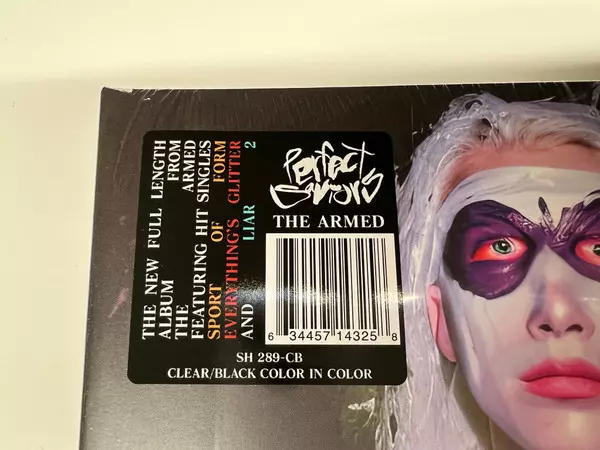 THE NEW FULL LENGTH
ALBUM FROM
THE ARMED
FEATURING HIT SINGLES
SPORT OF FORM
EVERYTHING'S GLITTER
AND LIAR 2
Perfect
Saviors
THE ARMED
6 34457 14325 8
SH 289-CB
CLEAR/BLACK COLOR IN COLOR